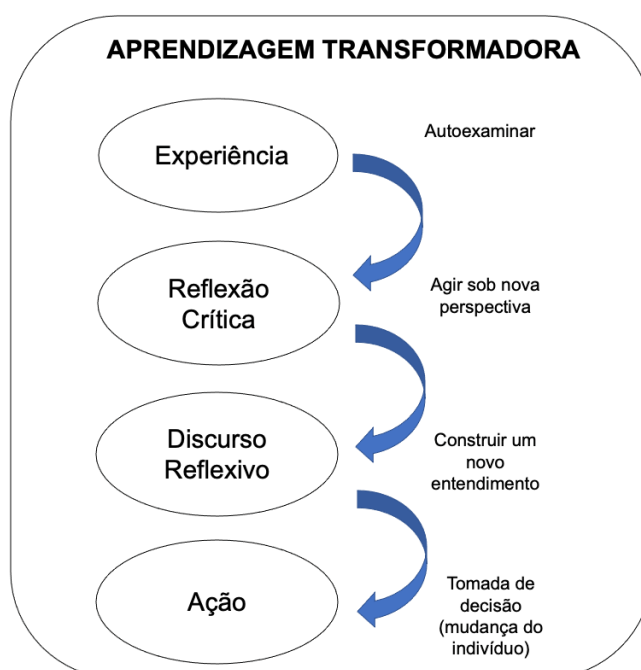 APRENDIZAGEM TRANSFORMADORA
Experiência
Autoexaminar
Reflexão
Crítica
Agir sob nova
perspectiva
Discurso
Reflexivo
Construir um
novo
entendimento
Ação
Tomada de
decisão
(mudança do
indivíduo)